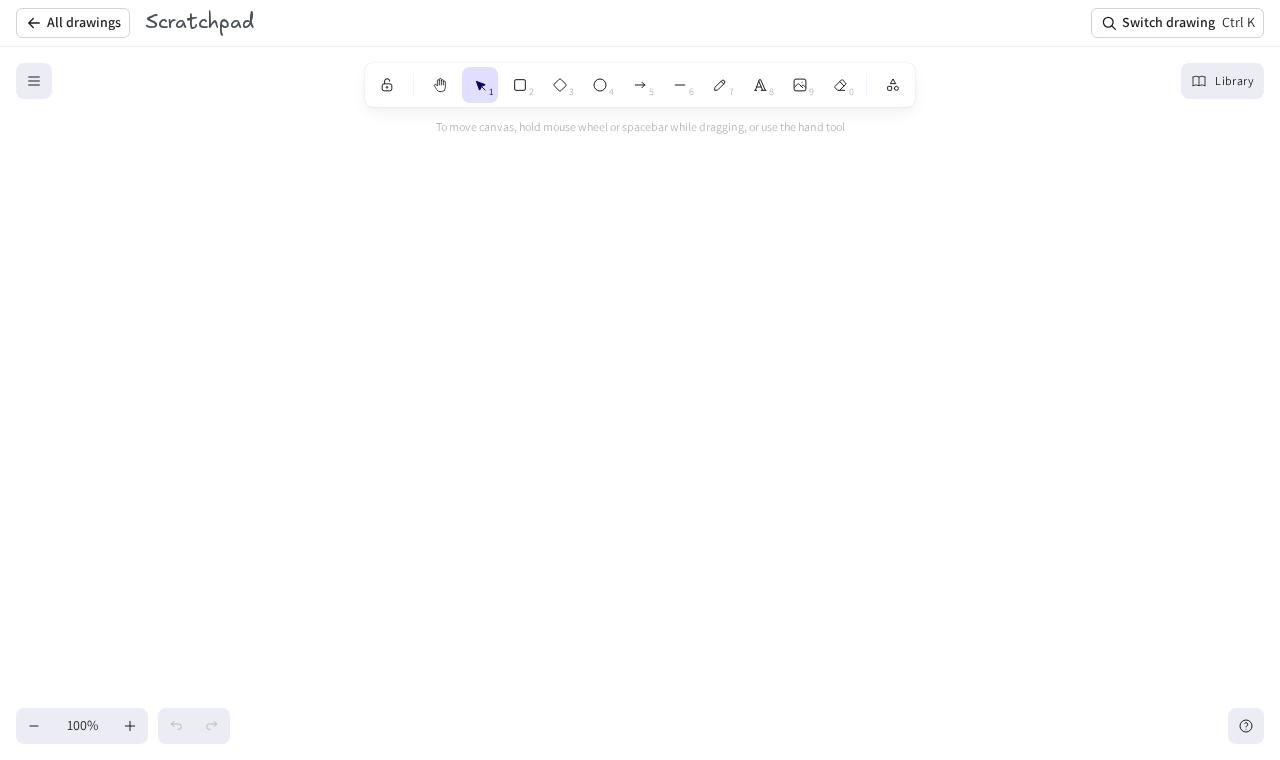 All drawings
Scratchpad
Switch drawing Ctrl K
1 2 3 4 5 6 7 8 9 0
Library
To move canvas, hold mouse wheel or spacebar while dragging, or use the hand tool
100%